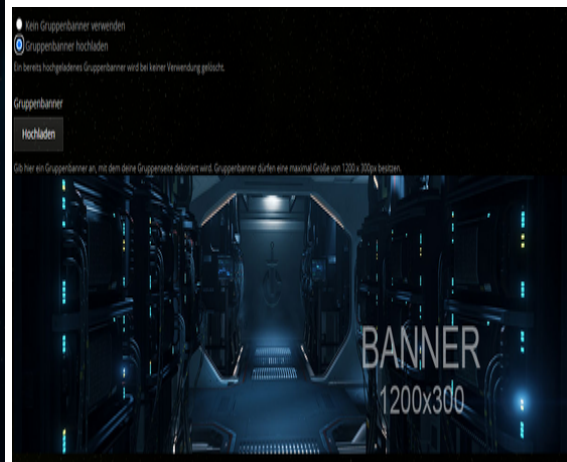 Kein Gruppenbanner verwenden
Gruppenbanner hochladen
Ein bereits hochgeladenes Gruppenbanner wird bei keiner Verwendung gelöscht.
Gruppenbanner
Hochladen
Gib hier ein Gruppenbanner an, mit dem deine Gruppenseite dekoriert wird. Gruppenbanner dürfen eine maximal Größe von 1200 x 300px besitzen.
BANNER
1200x300